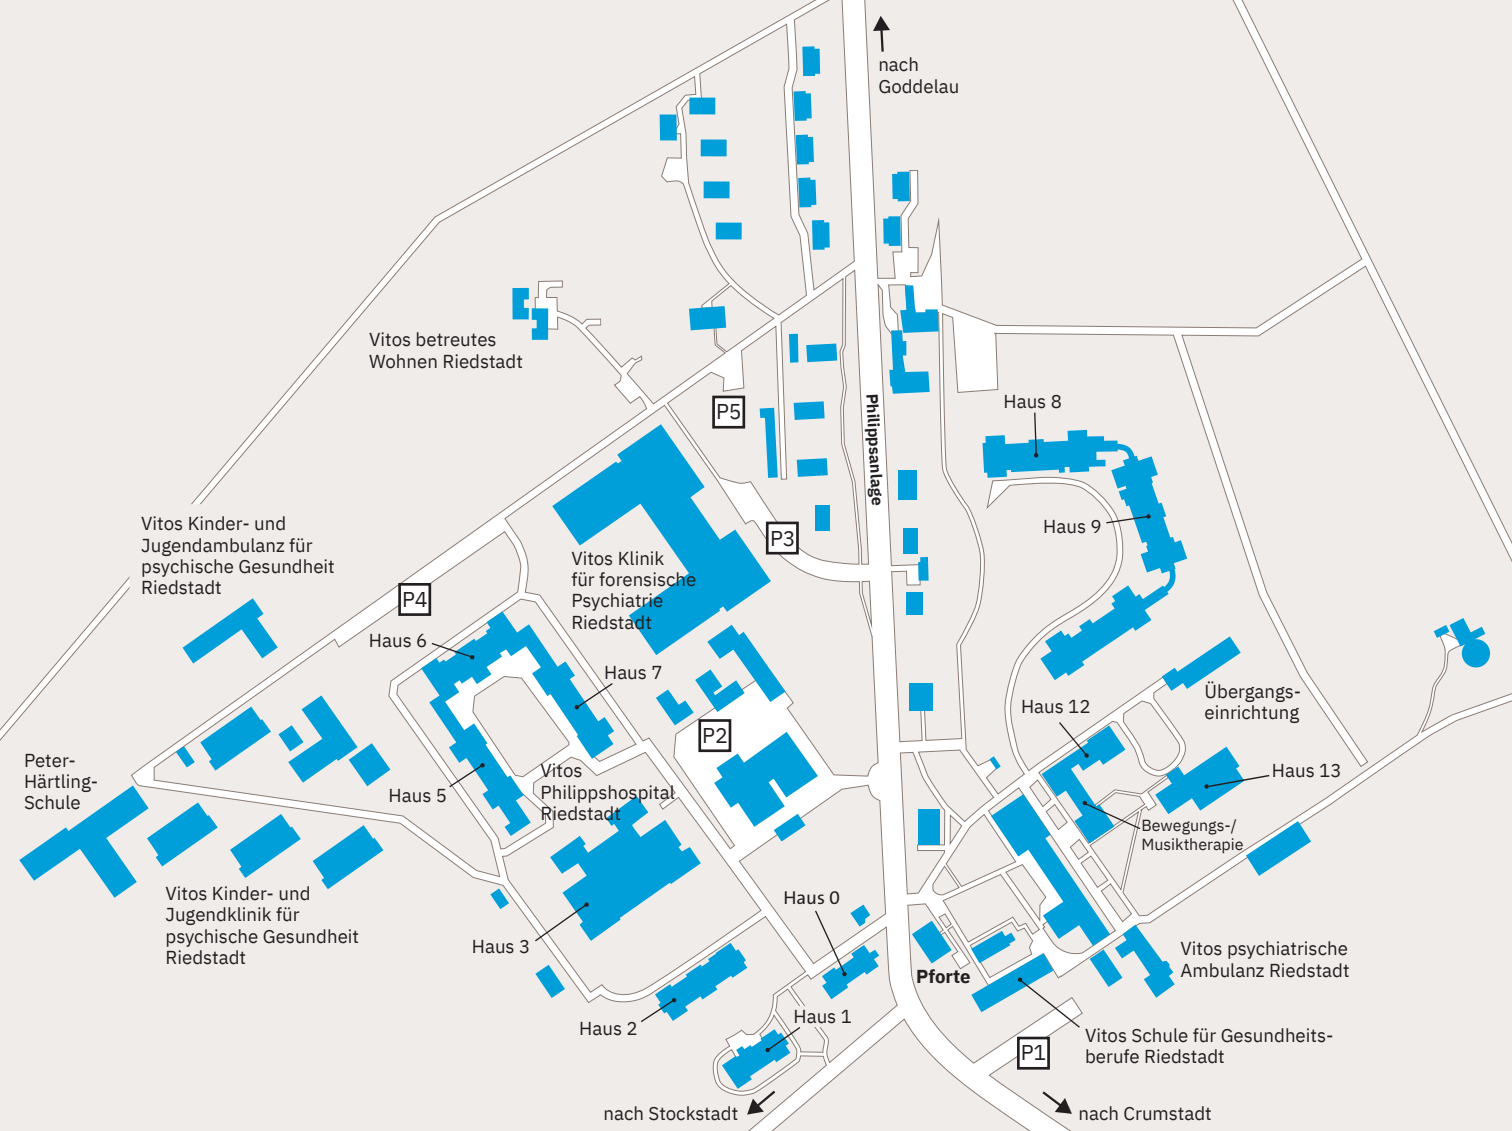 nach
Goddelau
Vitos betreutes
Wohnen Riedstadt
P5
Philippsanlage
Haus 8
Haus 9
Vitos Kinder- und
Jugendambulanz für
psychische Gesundheit
Riedstadt
P3
Vitos Klinik
für forensische
Psychiatrie
Riedstadt
P4
Haus 6
Haus 7
Übergangs-
einrichtung
Haus 12
P2
Peter-
Härtling-
Schule
Haus 5
Vitos
Philippshospital
Riedstadt
Haus 13
Bewegungs-/
Musiktherapie
Vitos Kinder- und
Jugendklinik für
psychische Gesundheit
Riedstadt
Haus 0
Haus 3
Vitos psychiatrische
Ambulanz Riedstadt
Pforte
Haus 2
Haus 1
Vitos Schule für Gesundheits-
berufe Riedstadt
P1
nach Stockstadt
nach Crumstadt